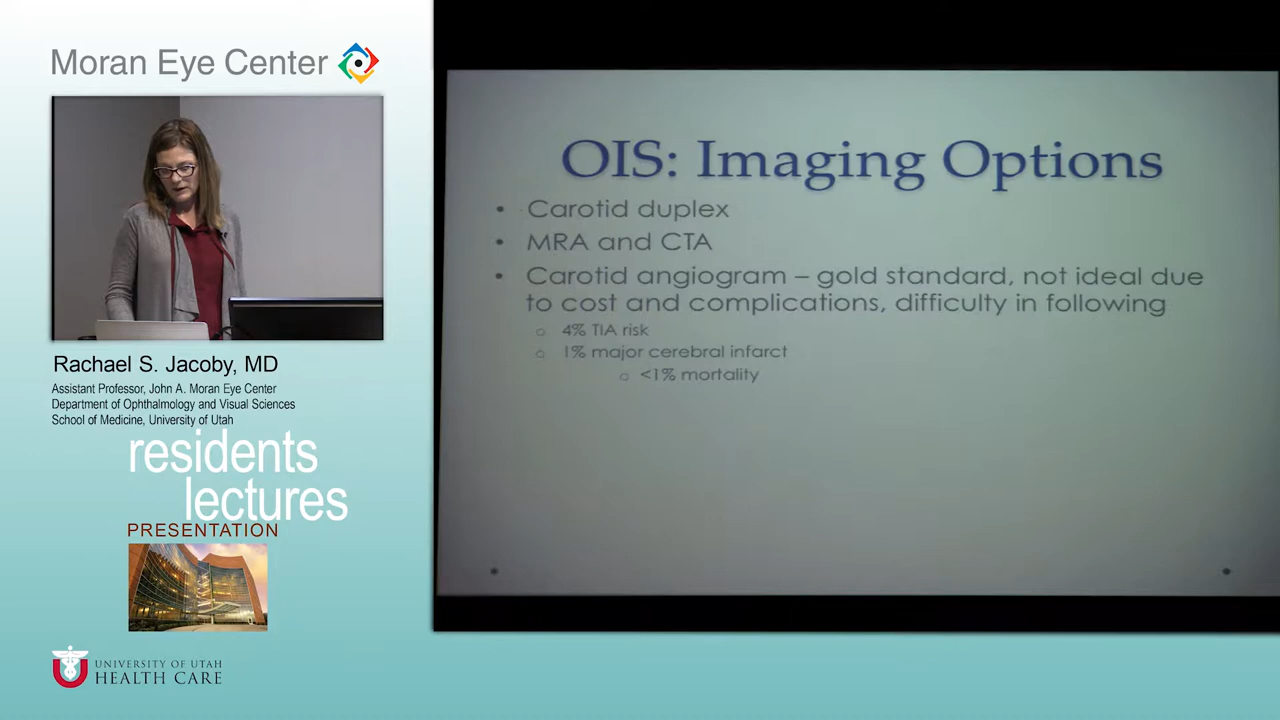 Moran Eye Center
Rachael S. Jacoby, MD
Assistant Professor, John A. Moran Eye Center
Department of Ophthalmology and Visual Sciences
School of Medicine, University of Utah
residents
lectures
PRESENTATION
UNIVERSITY OF UTAH
HEALTH CARE
OIS: Imaging Options
• Carotid duplex
• MRA and CTA
• Carotid angiogram – gold standard, not ideal due
to cost and complications, difficulty in following
○ 4% TIA risk
○ 1% major cerebral infarct
○ <1% mortality